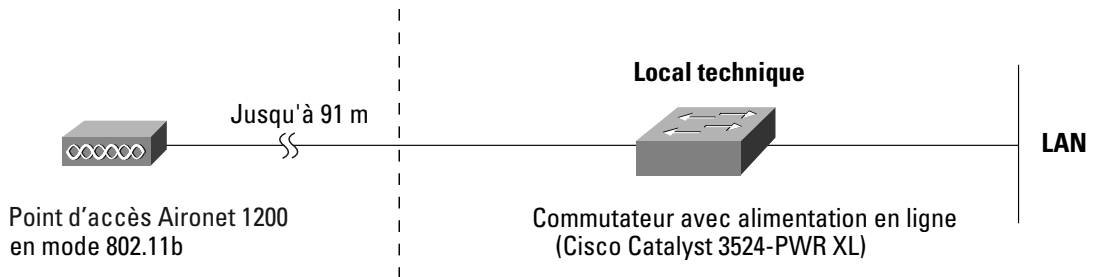 Local technique
Jusqu'à 91 m
LAN
Point d’accès Aironet 1200
en mode 802.11b
Commutateur avec alimentation en ligne
(Cisco Catalyst 3524-PWR XL)